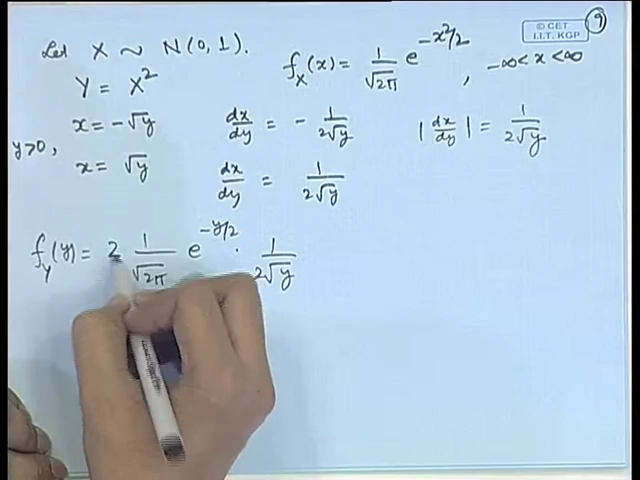 © CET
I.I.T. KGP
9
Let X ~ N(0, 1).
f_X(x) = 1/√2π e^{-x²/2}, -∞ < x < ∞
Y = X²
x = -√y dx/dy = - 1/2√y |dx/dy| = 1/2√y
y>0,
x = √y dx/dy = 1/2√y
f_Y(y) = 2 1/√2π e^{-y/2} · 1/2√y